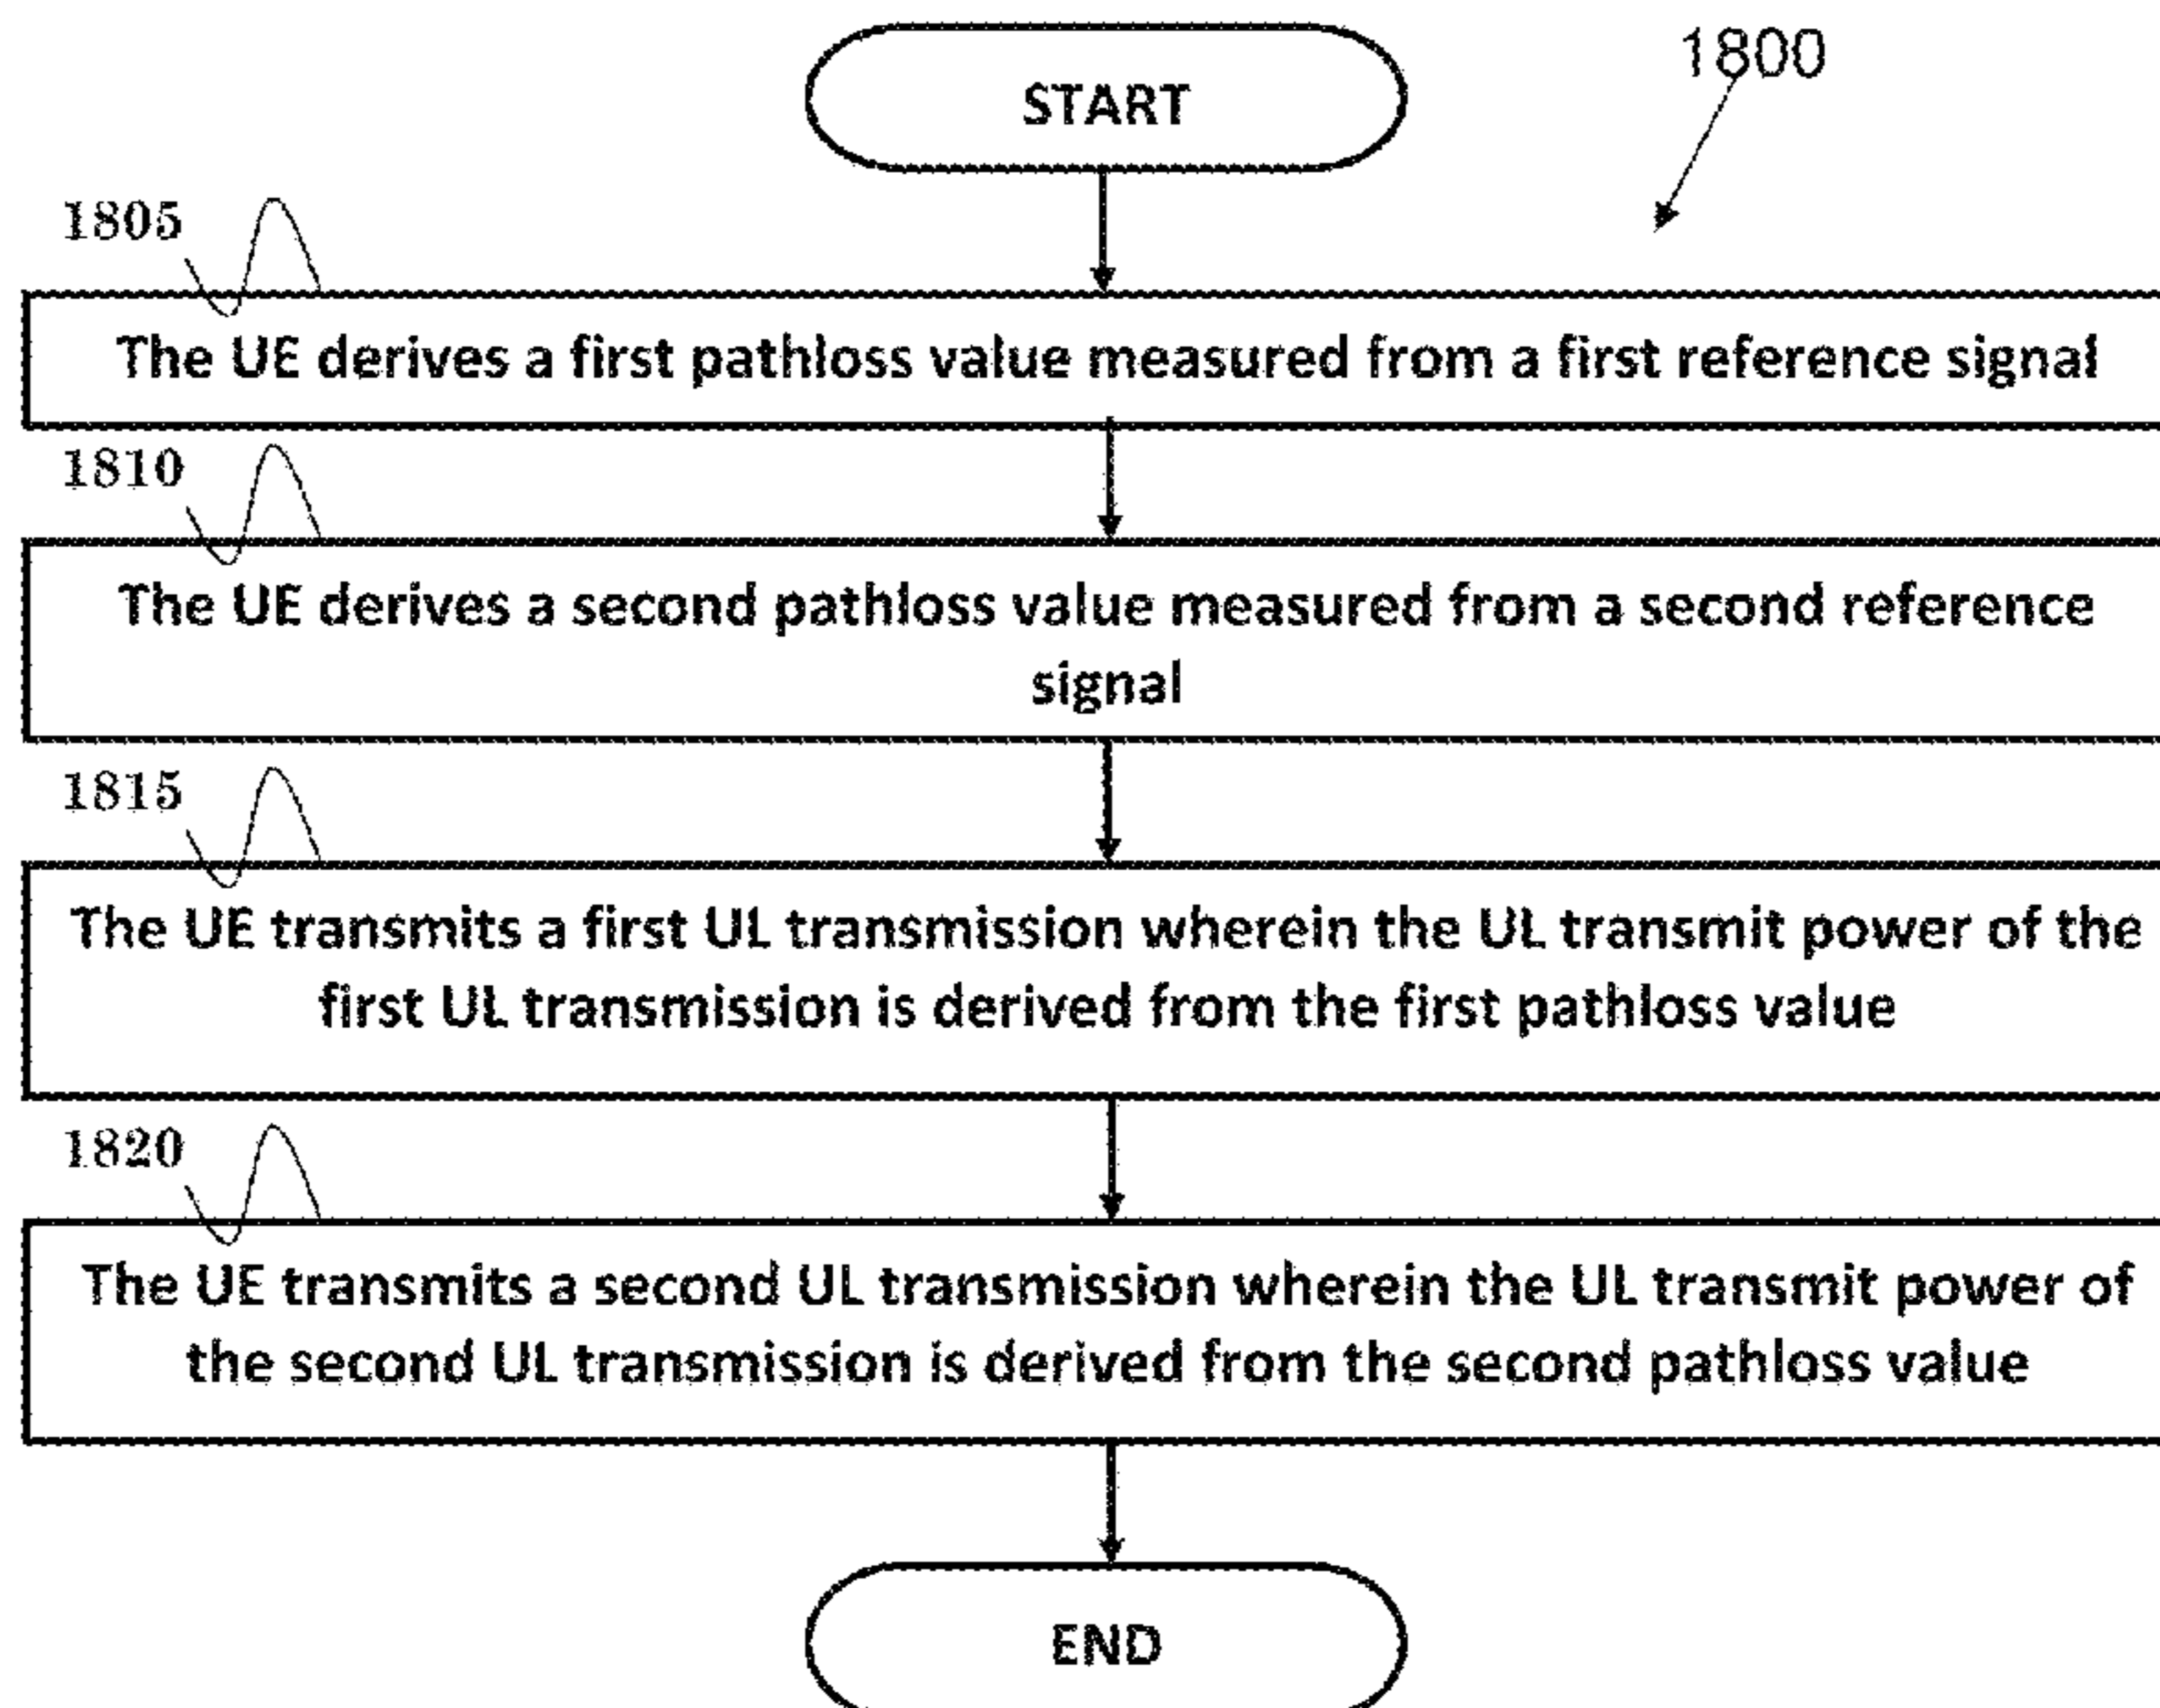 START
1800
1805
The UE derives a first pathloss value measured from a first reference signal
1810
The UE derives a second pathloss value measured from a second reference
signal
1815
The UE transmits a first UL transmission wherein the UL transmit power of the
first UL transmission is derived from the first pathloss value
1820
The UE transmits a second UL transmission wherein the UL transmit power of
the second UL transmission is derived from the second pathloss value
END